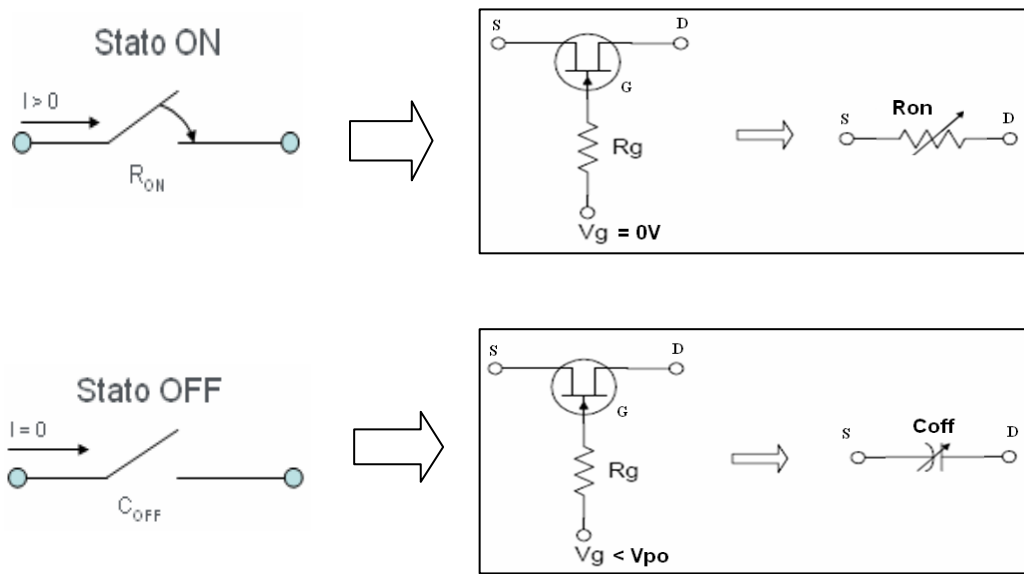 Stato ON
I > 0
R_ON
S
D
G
Rg
Vg = 0V
Ron
S
D
Stato OFF
I = 0
C_OFF
S
D
G
Rg
Vg < Vpo
Coff
S
D